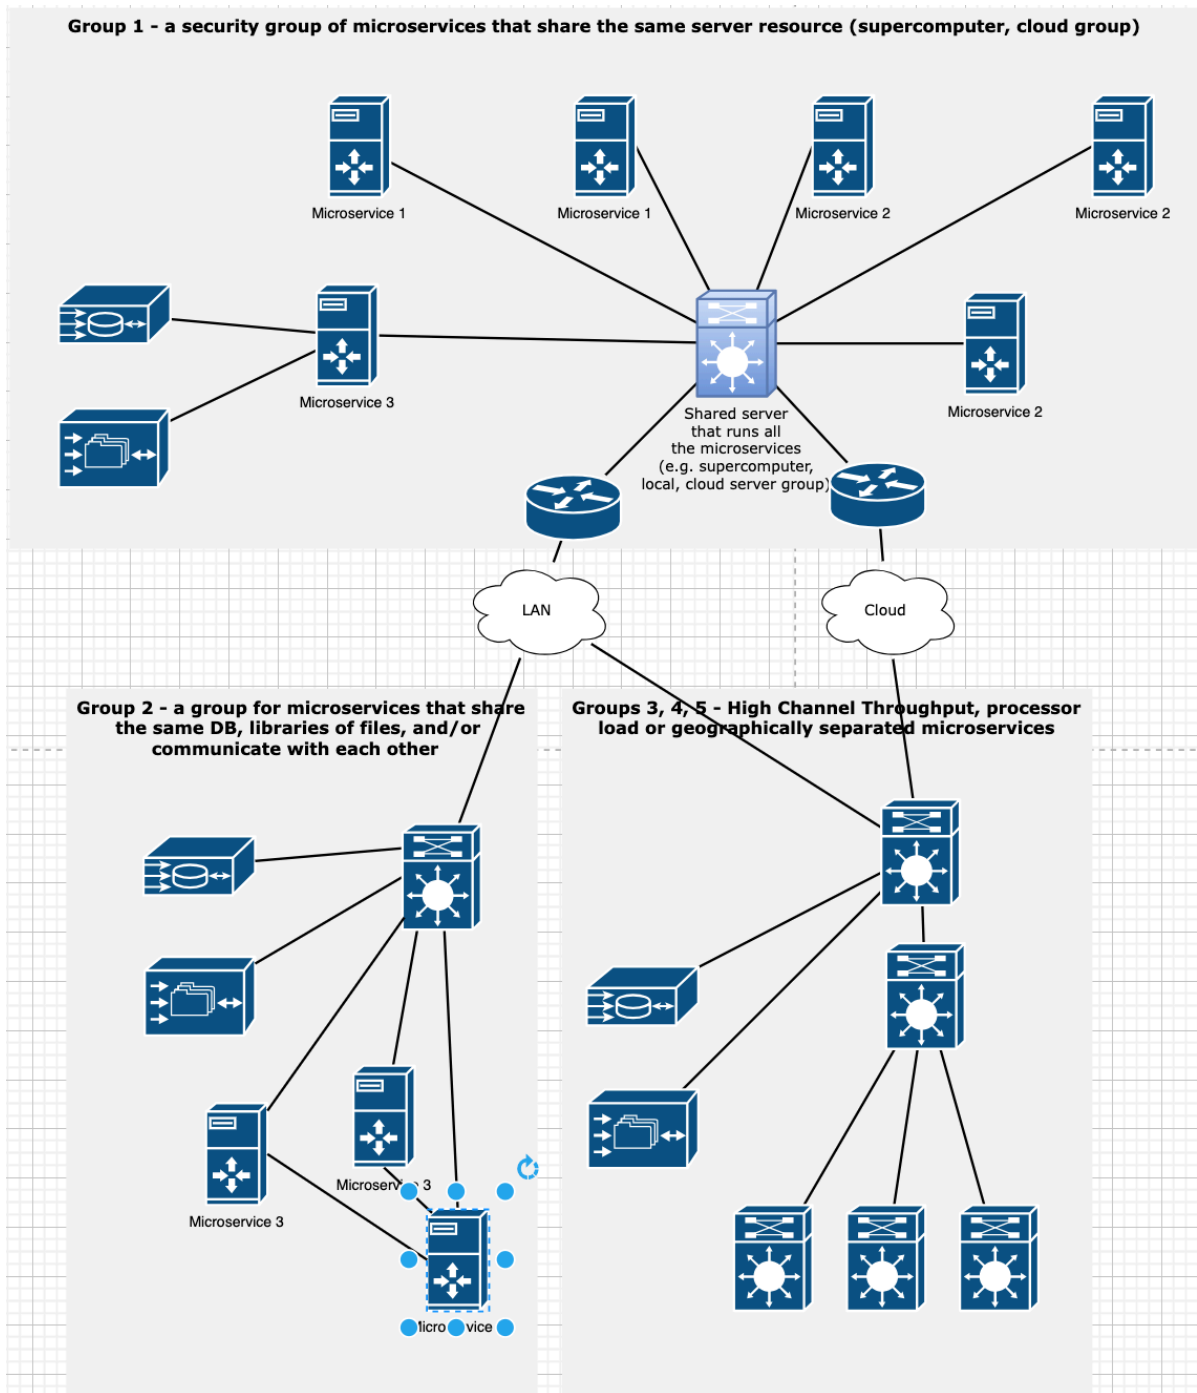 Group 1 - a security group of microservices that share the same server resource (supercomputer, cloud group)
Microservice 1
Microservice 1
Microservice 2
Microservice 2
Microservice 3
Microservice 2
Shared server
that runs all
the microservices
(e.g. supercomputer,
local, cloud server group)
LAN
Cloud
Group 2 - a group for microservices that share
the same DB, libraries of files, and/or
communicate with each other
Groups 3, 4, 5 - High Channel Throughput, processor
load or geographically separated microservices
Microservice 3
Microservice 3